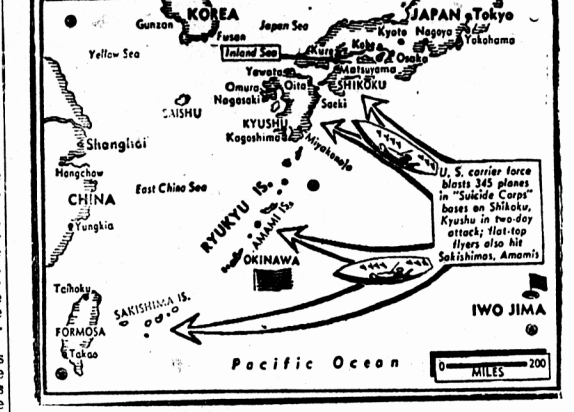 KOREA
Gunzan
Fusan
Japan Sea
JAPAN
Tokyo
Kyoto
Nagoya
Yokohama
Yellow Sea
Inland Sea
Kure
Kobe
Osaka
Matsuyama
Yawata
Oita
SHIKOKU
Omura
Nagasaki
Saeki
SAISHU
KYUSHU
Kagoshima
Miyakonojo
Shanghai
Hangchow
East China Sea
CHINA
Yungkia
RYUKYU IS.
AMAMI IS.
OKINAWA
U. S. carrier force
blasts 345 planes
in "Suicide Corps"
bases on Shikoku,
Kyushu in two-day
attack; flat-top
flyers also hit
Sakishimas, Amamis
Teihoku
SAKISHIMA IS.
FORMOSA
Takao
IWO JIMA
Pacific Ocean
0 200
MILES